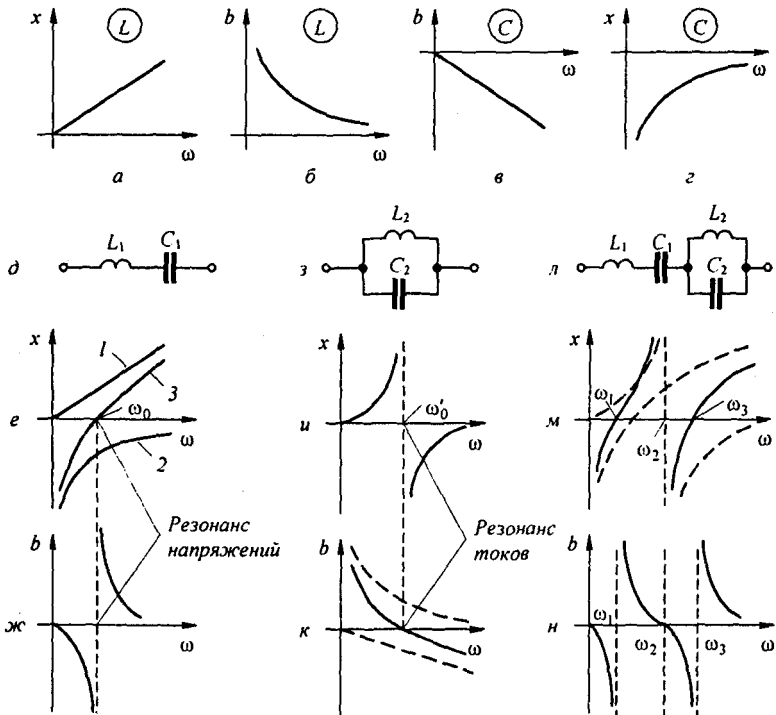 x L b L b C x C
ω
ω ω
ω
а б в г
д L₁ C₁ з L₂ C₂ л L₁ C₁ L₂ C₂
x 1 3 ω₀ 2 ω е
x ω′₀ ω и
x ω₁ ω₂ ω₃ ω м
Резонанс
напряжений
Резонанс
токов
b ω ж
b ω к
b ω₁ ω₂ ω₃ ω н